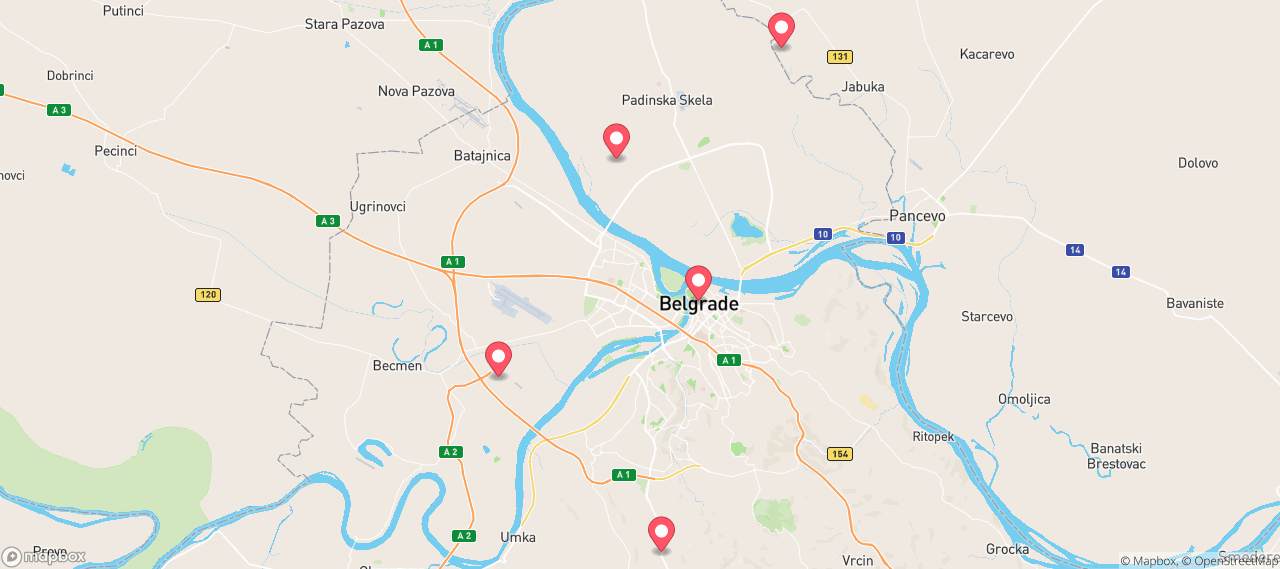 Putinci
Stara Pazova
A 1
131
Kacarevo
Dobrinci
Nova Pazova
Padinska Skela
Jabuka
A 3
Pecinci
Batajnica
Dolovo
novci
Ugrinovci
Pancevo
A 3
10
10
14
A 1
14
120
Belgrade
Bavaniste
Starcevo
Becmen
A 1
Omoljica
Ritopek
A 2
154
Banatski
Brestovac
A 1
A 2
Umka
Grocka
Provo
mapbox
Vrcin
© Mapbox, © OpenStreetMap